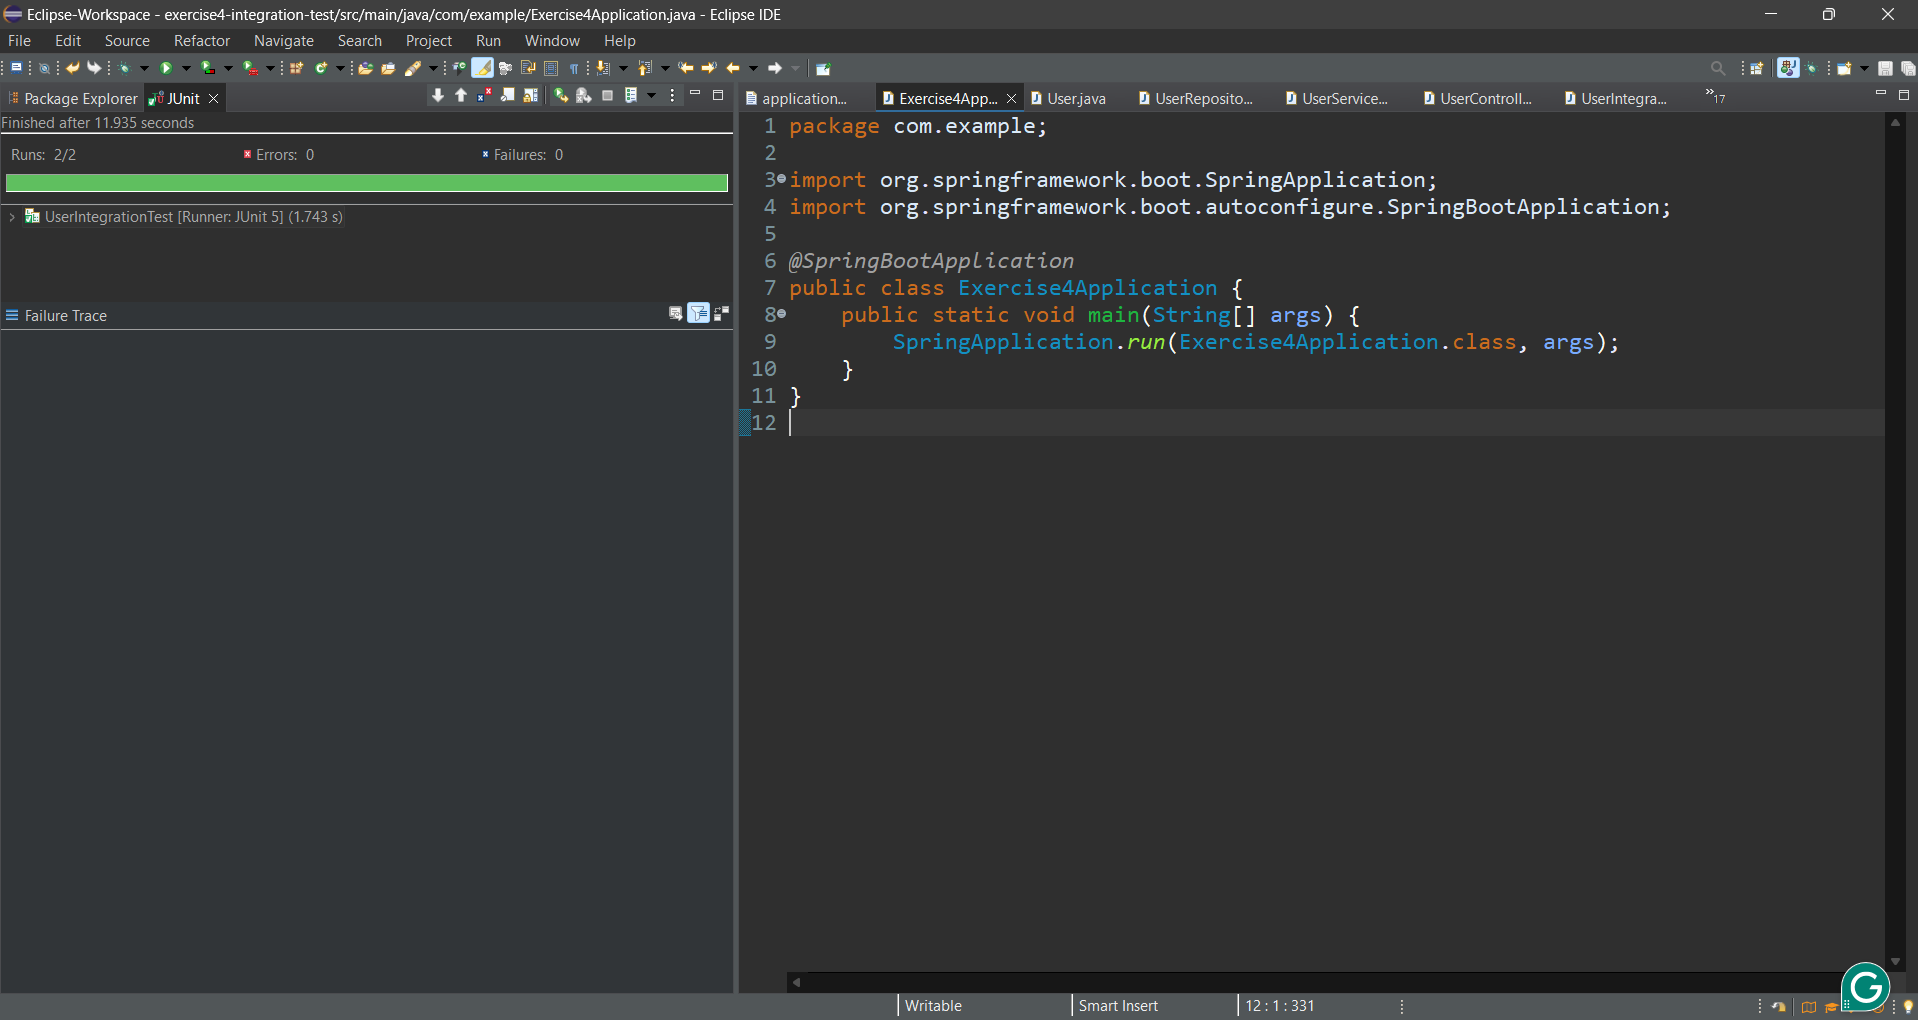 Eclipse-Workspace - exercise4-integration-test/src/main/java/com/example/Exercise4Application.java - Eclipse IDE
File Edit Source Refactor Navigate Search Project Run Window Help
Package Explorer JUnit
Finished after 11.935 seconds
Runs: 2/2 Errors: 0 Failures: 0
UserIntegrationTest [Runner: JUnit 5] (1.743 s)
Failure Trace
application... Exercise4App... User.java UserReposito... UserService... UserControll... UserIntegra... »17
1 package com.example;
2
3 import org.springframework.boot.SpringApplication;
4 import org.springframework.boot.autoconfigure.SpringBootApplication;
5
6 @SpringBootApplication
7 public class Exercise4Application {
8     public static void main(String[] args) {
9         SpringApplication.run(Exercise4Application.class, args);
10     }
11 }
12
Writable Smart Insert 12 : 1 : 331